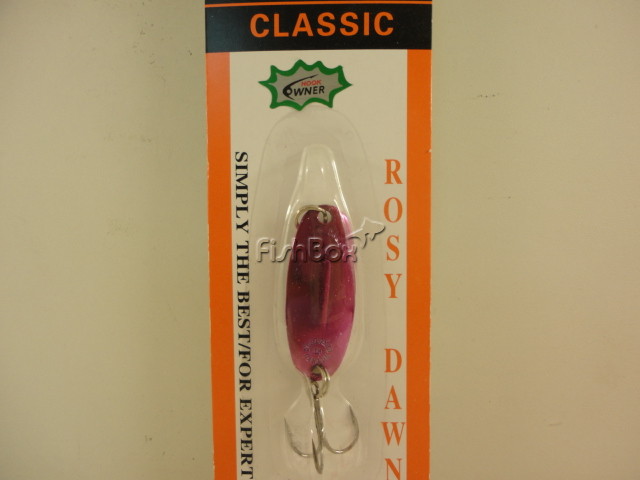 CLASSIC
HOOK
OWNER
SIMPLY THE BEST/FOR EXPERT
ROSY DAWN
FishBox